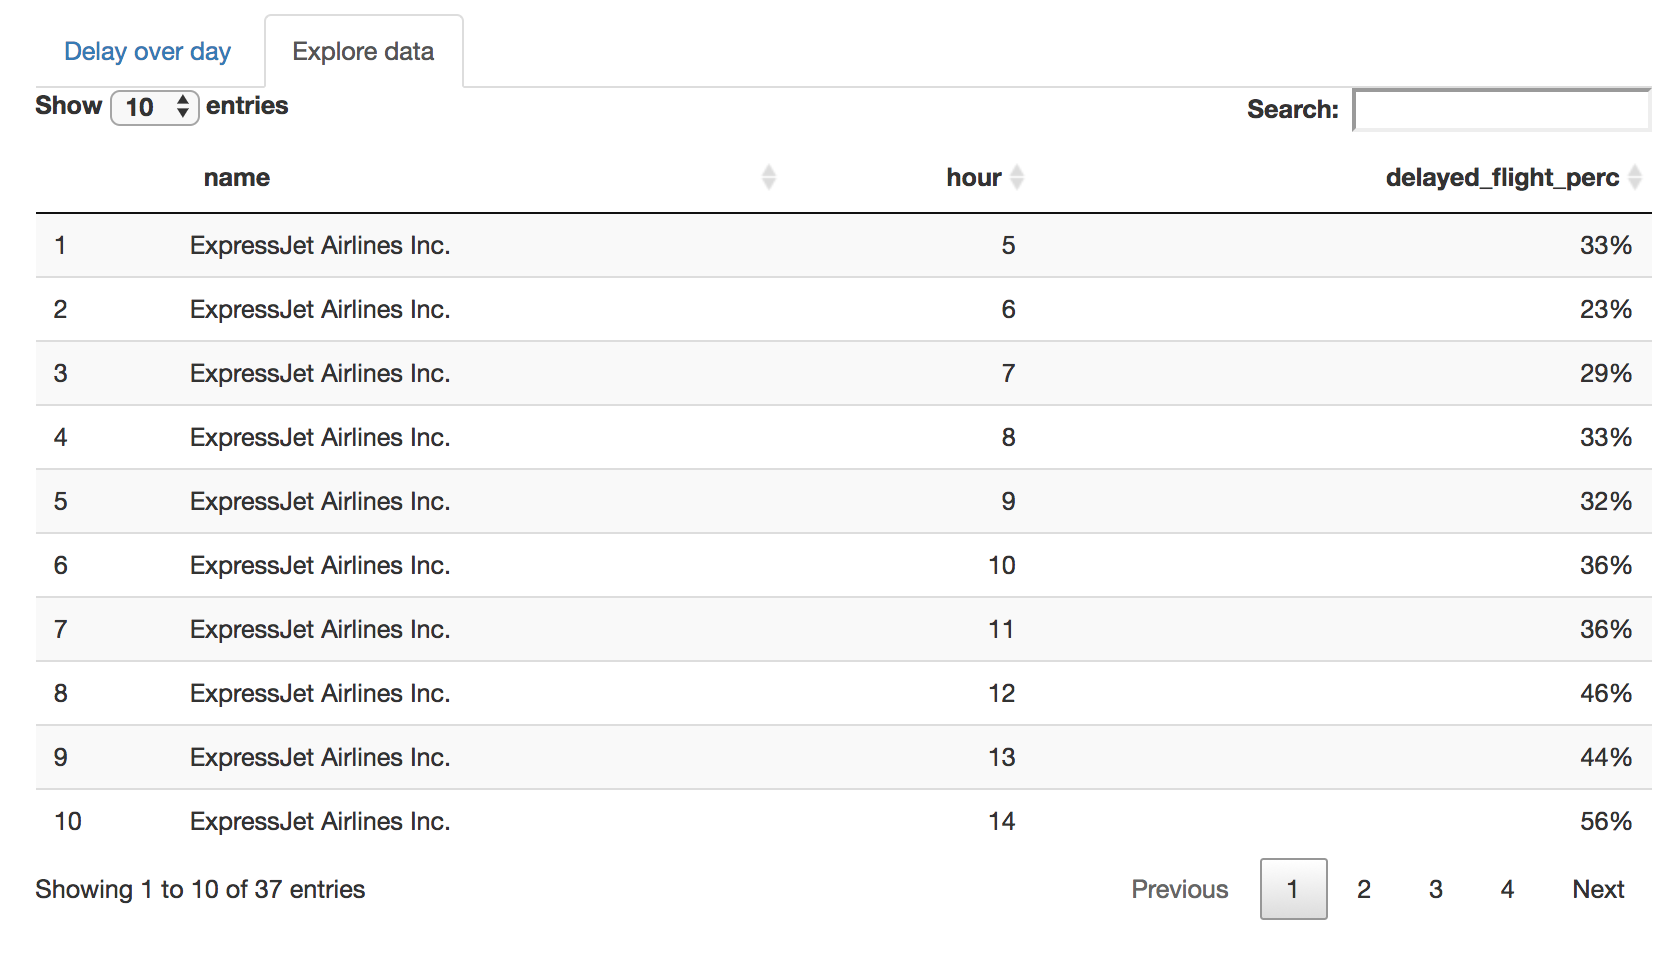 Delay over day Explore data
Show 10 entries Search:
name hour delayed_flight_perc
1 ExpressJet Airlines Inc. 5 33%
2 ExpressJet Airlines Inc. 6 23%
3 ExpressJet Airlines Inc. 7 29%
4 ExpressJet Airlines Inc. 8 33%
5 ExpressJet Airlines Inc. 9 32%
6 ExpressJet Airlines Inc. 10 36%
7 ExpressJet Airlines Inc. 11 36%
8 ExpressJet Airlines Inc. 12 46%
9 ExpressJet Airlines Inc. 13 44%
10 ExpressJet Airlines Inc. 14 56%
Showing 1 to 10 of 37 entries Previous 1 2 3 4 Next